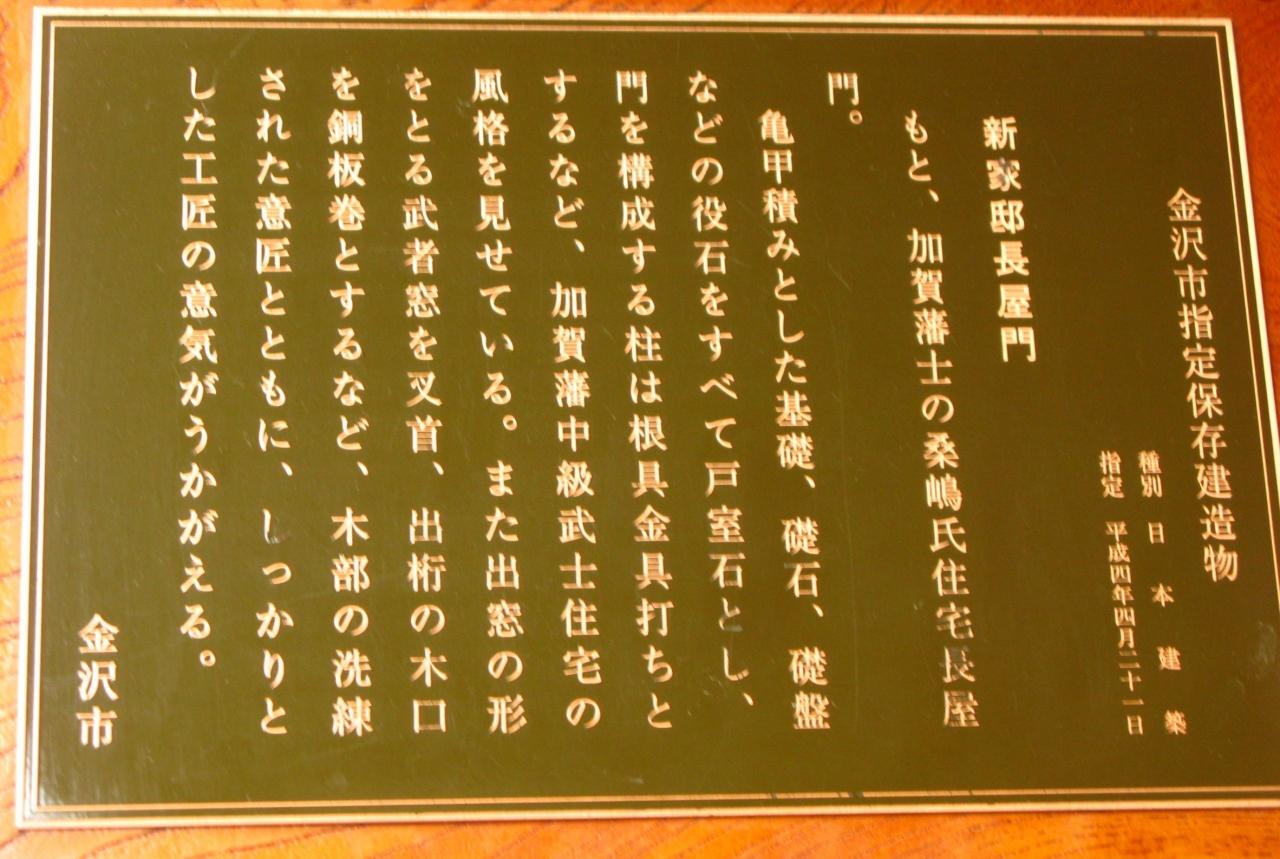 金沢市指定保存建造物
種別 日本建築
指定 平成四年四月二十一日
新家邸長屋門
もと、加賀藩士の桑嶋氏住宅長屋
門。
亀甲積みとした基礎、礎石、礎盤
などの役石をすべて戸室石とし、
門を構成する柱は根具金具打ちと
するなど、加賀藩中級武士住宅の
風格を見せている。また出窓の形
をとる武者窓を叉首、出桁の木口
を銅板巻とするなど、木部の洗練
された意匠とともに、しっかりと
した工匠の意気がうかがえる。
金沢市